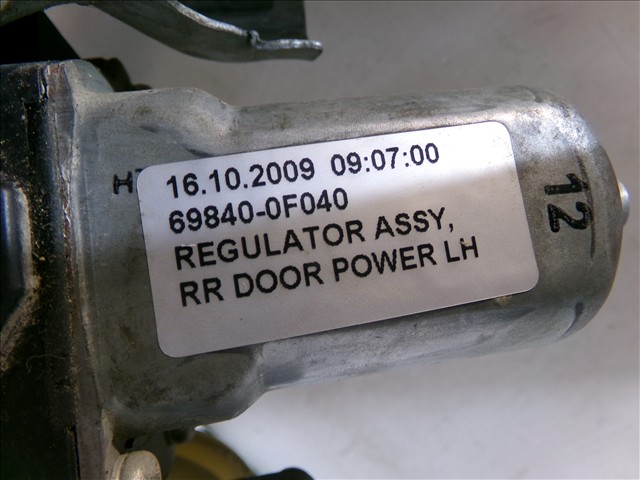 16.10.2009 09:07:00
69840-0F040
REGULATOR ASSY,
RR DOOR POWER LH
12